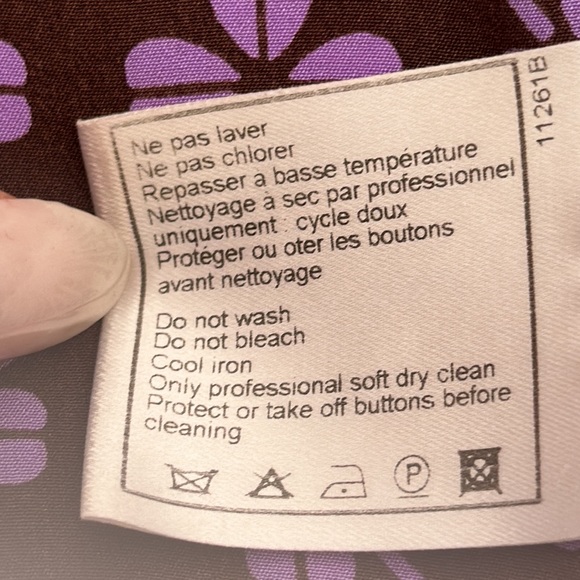 Ne pas laver
Ne pas chlorer
Repasser a basse température
Nettoyage à sec par professionnel
uniquement : cycle doux
Protéger ou oter les boutons
avant nettoyage
Do not wash
Do not bleach
Cool iron
Only professional soft dry clean
Protect or take off buttons before
cleaning
P
11261B